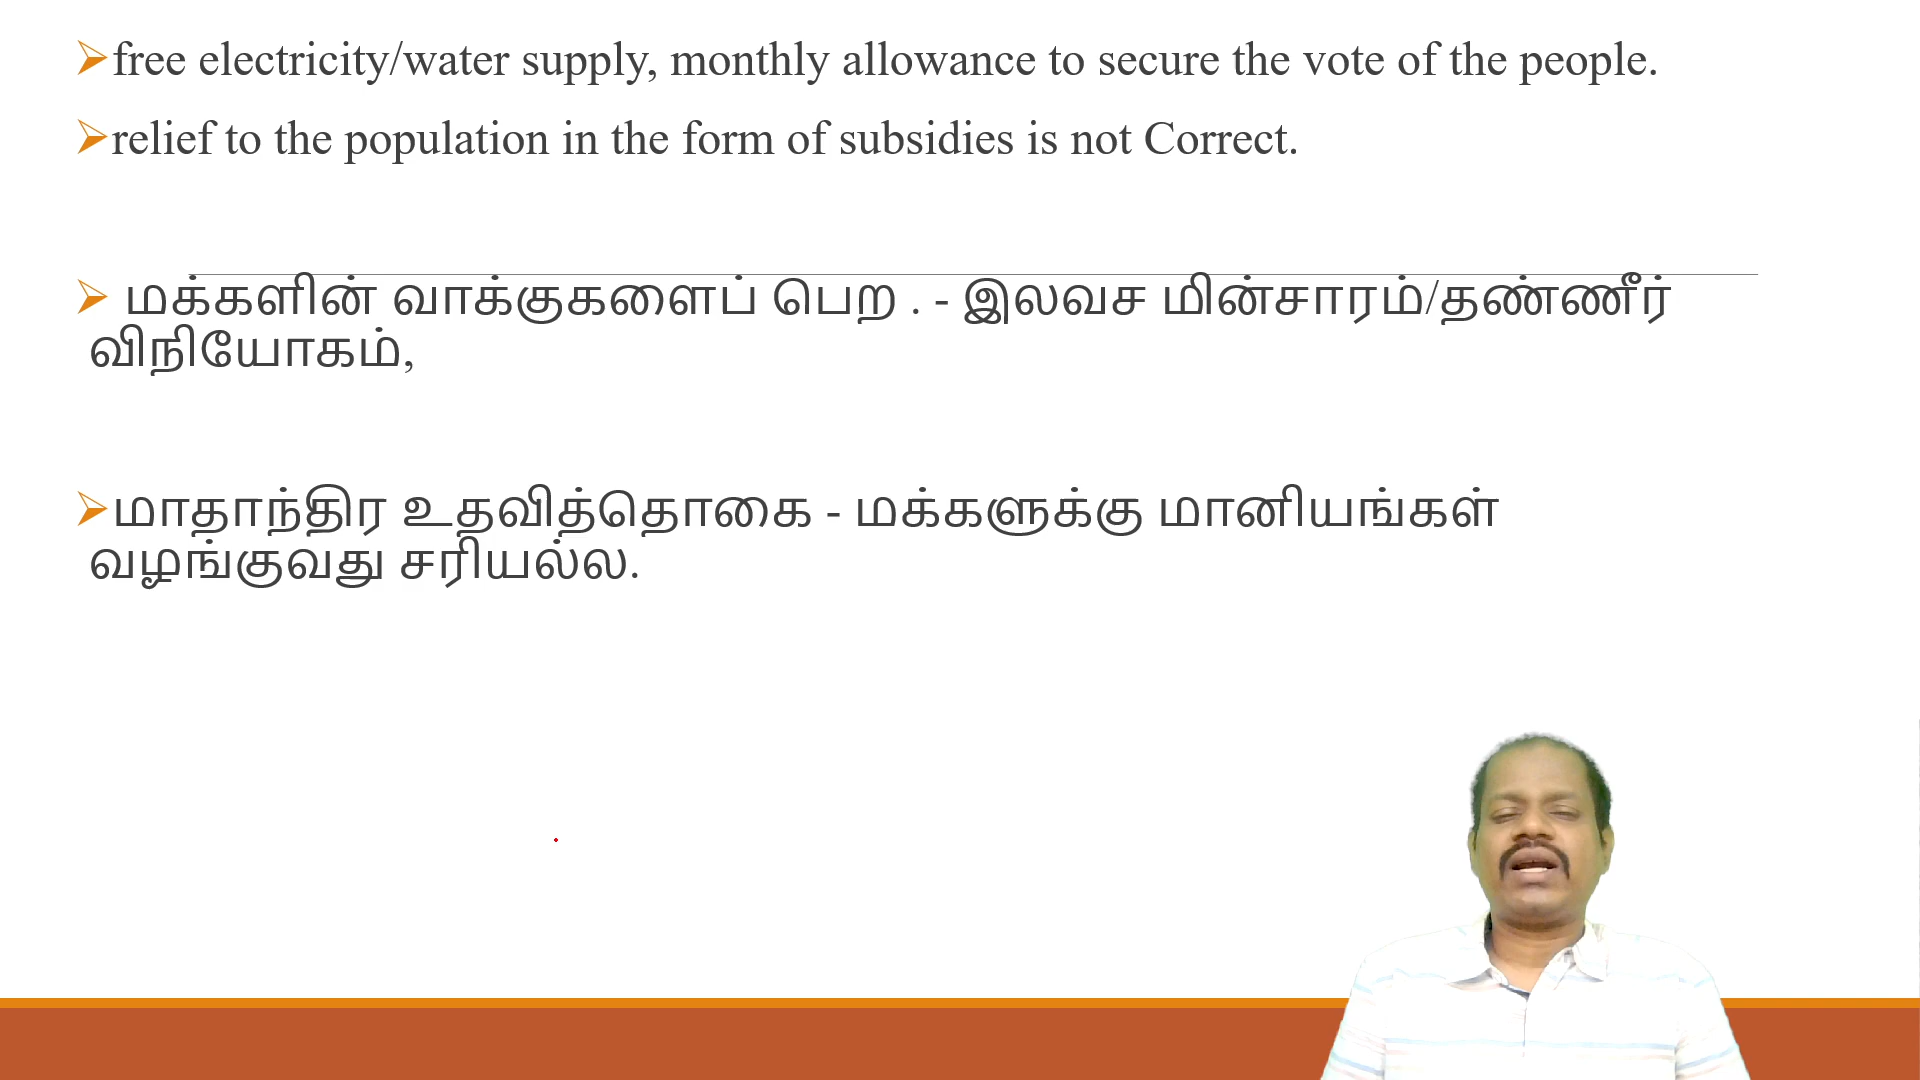 free electricity/water supply, monthly allowance to secure the vote of the people.
relief to the population in the form of subsidies is not Correct.
மக்களின் வாக்குகளைப் பெற . - இலவச மின்சாரம்/தண்ணீர்
விநியோகம்,
மாதாந்திர உதவித்தொகை - மக்களுக்கு மானியங்கள்
வழங்குவது சரியல்ல.